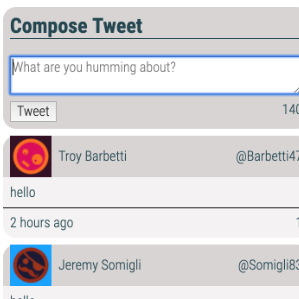 Compose Tweet
What are you humming about?
Tweet 140
Troy Barbetti @Barbetti47
hello
2 hours ago
Jeremy Somigli @Somigli83
hello